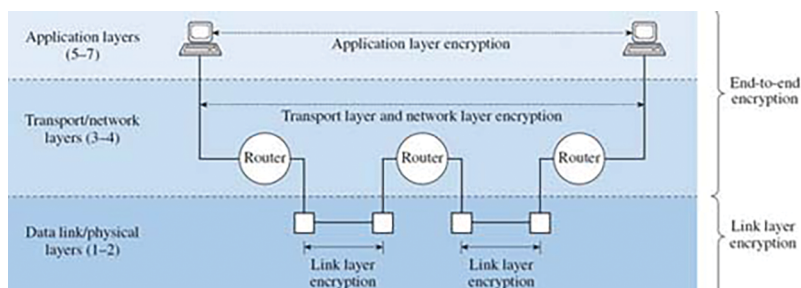 Application layers
(5–7)
Application layer encryption
End-to-end
encryption
Transport/network
layers (3–4)
Transport layer and network layer encryption
Router
Router
Router
Data link/physical
layers (1–2)
Link layer
encryption
Link layer
encryption
Link layer
encryption